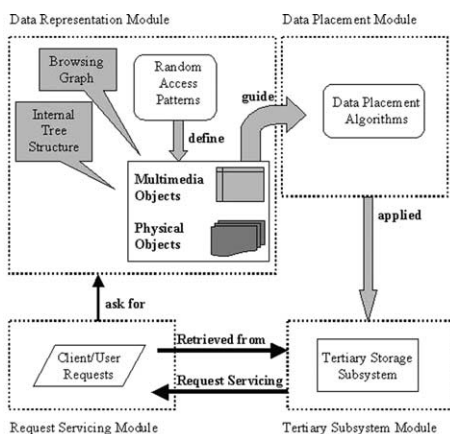 Data Representation Module
Data Placement Module
Browsing
Graph
Random
Access
Patterns
Internal
Tree
Structure
define
guide
Data Placement
Algorithms
Multimedia
Objects
Physical
Objects
applied
ask for
Client/User
Requests
Retrieved from
Request Servicing
Tertiary Storage
Subsystem
Request Servicing Module
Tertiary Subsystem Module